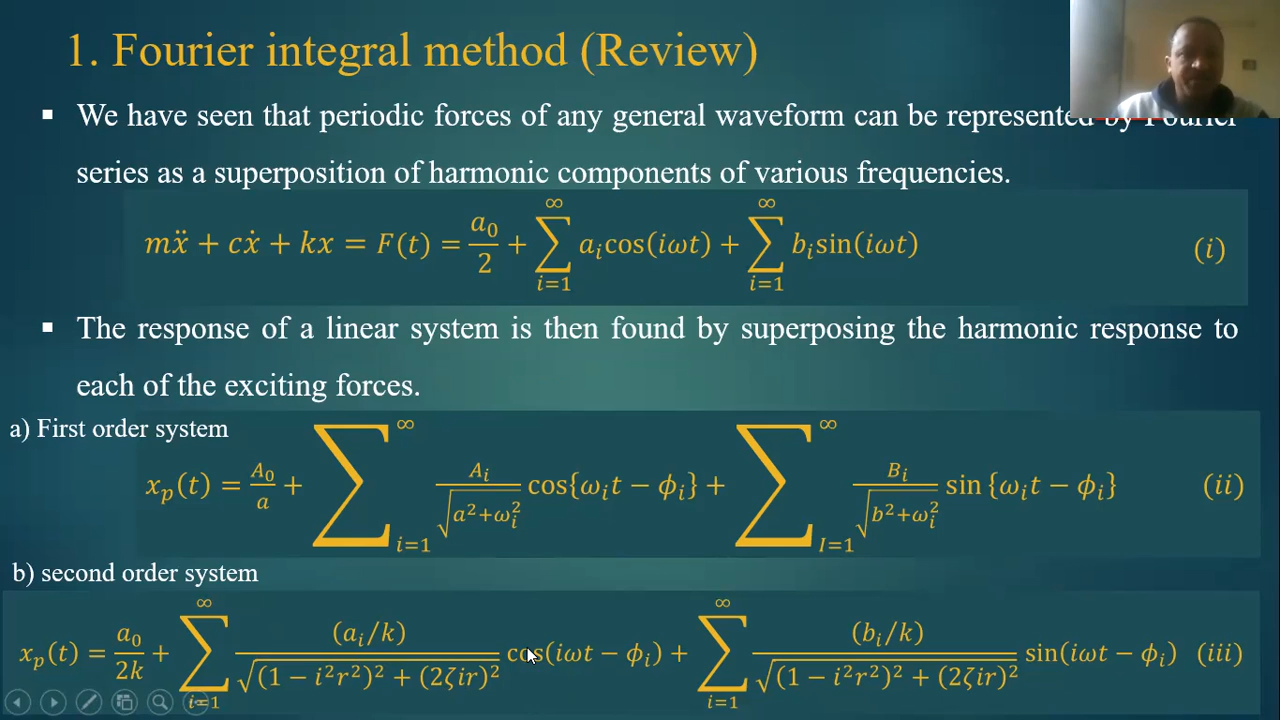 1. Fourier integral method (Review)
▪ We have seen that periodic forces of any general waveform can be represented by Fourier
series as a superposition of harmonic components of various frequencies.
mẍ + cẋ + kx = F(t) = a₀/2 + ∑_{i=1}^{∞} aᵢcos(iωt) + ∑_{i=1}^{∞} bᵢsin(iωt) (i)
▪ The response of a linear system is then found by superposing the harmonic response to
each of the exciting forces.
a) First order system
xₚ(t) = A₀/a + ∑_{i=1}^{∞} Aᵢ/√(a²+ωᵢ²) cos{ωᵢt − ϕᵢ} + ∑_{I=1}^{∞} Bᵢ/√(b²+ωᵢ²) sin {ωᵢt − ϕᵢ} (ii)
b) second order system
xₚ(t) = a₀/2k + ∑_{i=1}^{∞} (aᵢ/k)/√((1 − i²r²)² + (2ζir)²) cos(iωt − ϕᵢ) + ∑_{i=1}^{∞} (bᵢ/k)/√((1 − i²r²)² + (2ζir)²) sin(iωt − ϕᵢ) (iii)